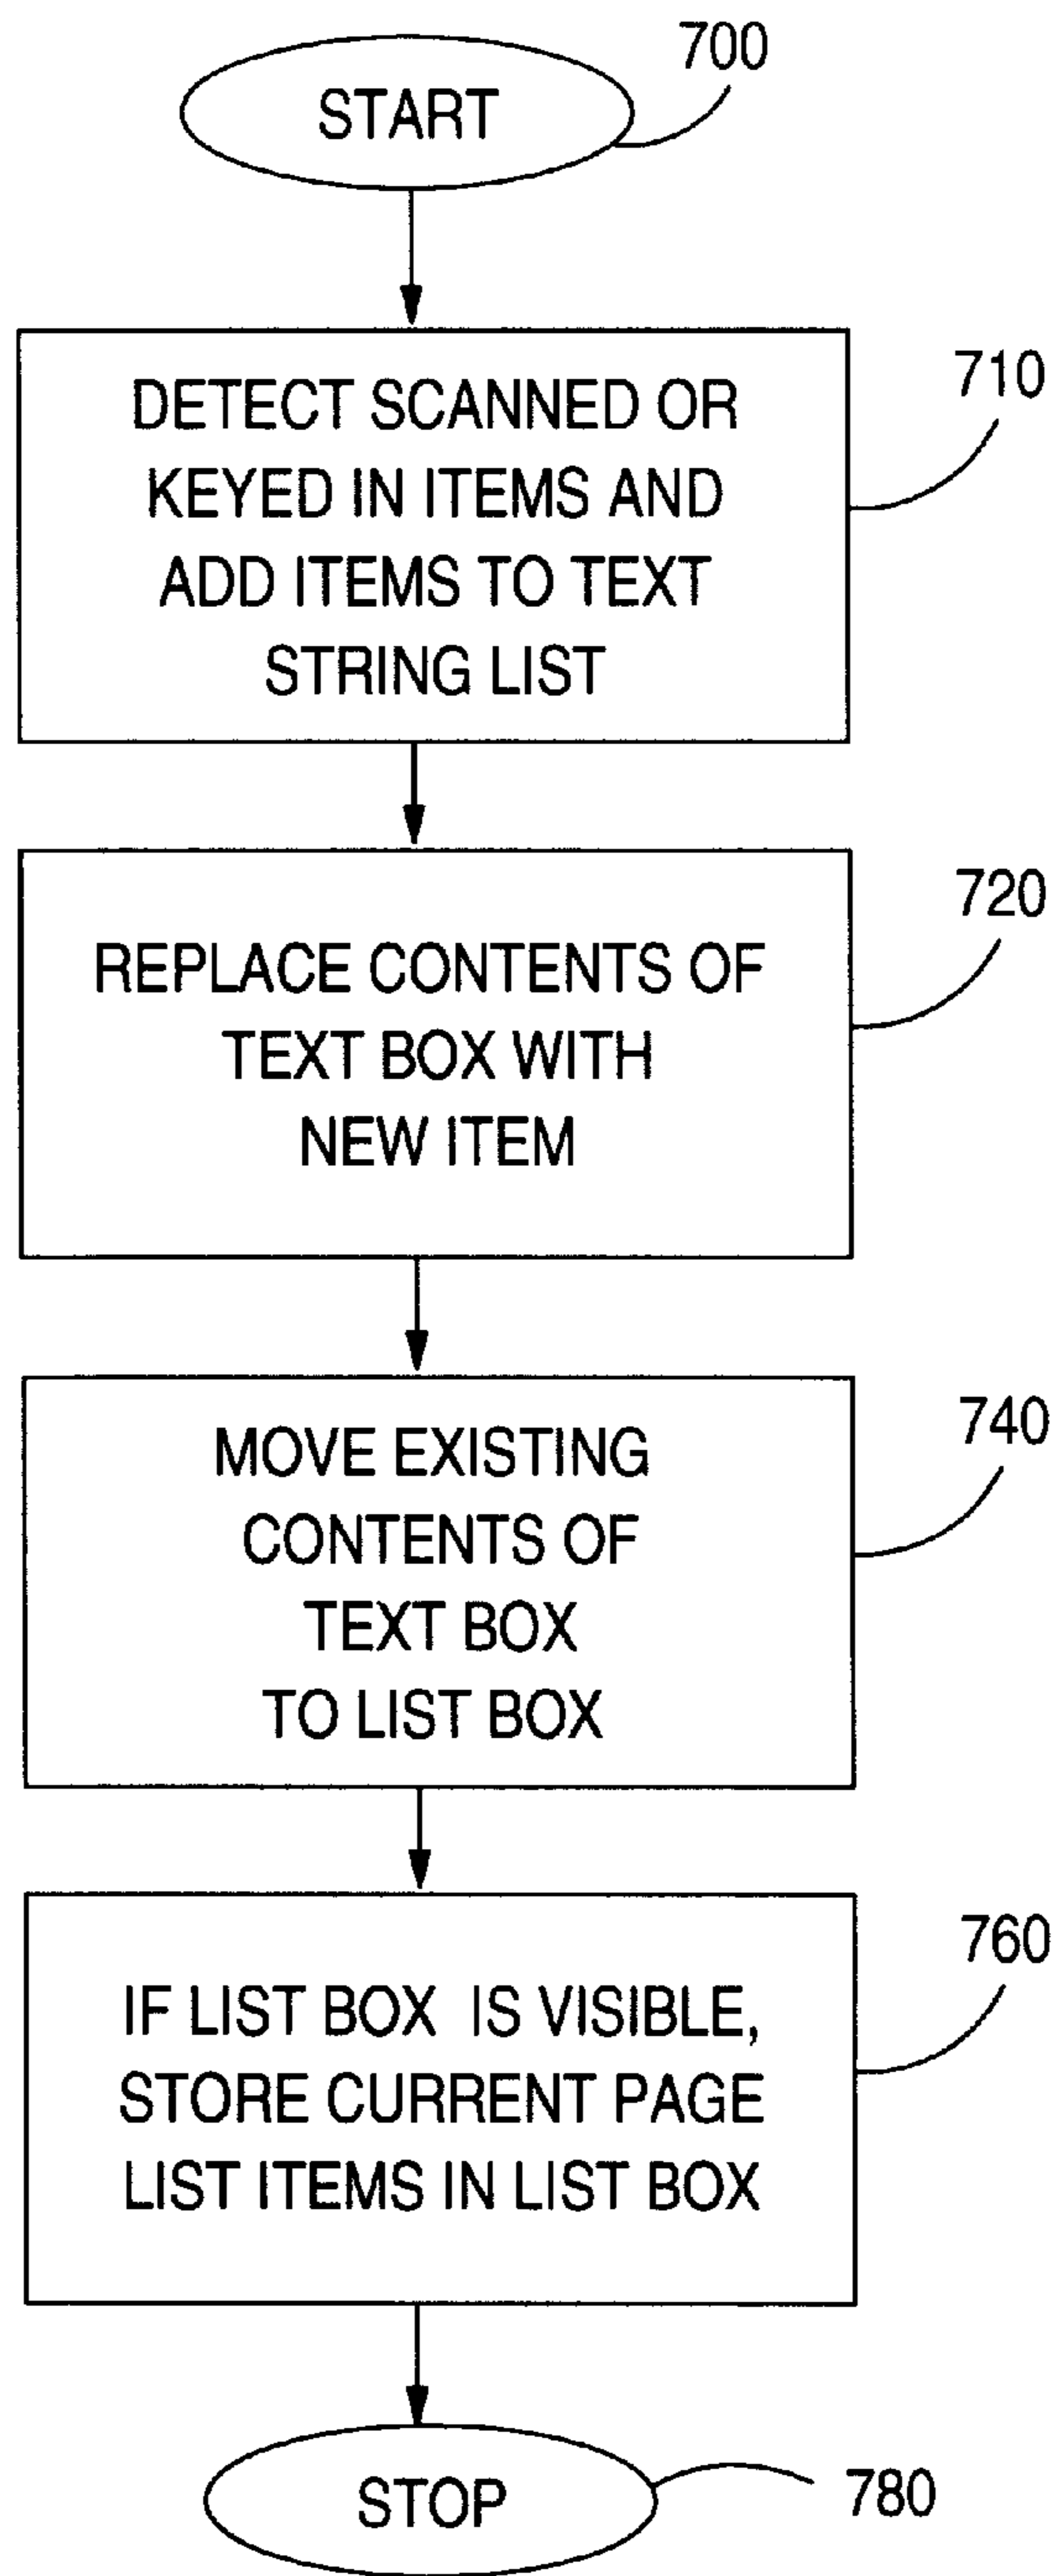 700
START
710
DETECT SCANNED OR
KEYED IN ITEMS AND
ADD ITEMS TO TEXT
STRING LIST
720
REPLACE CONTENTS OF
TEXT BOX WITH
NEW ITEM
740
MOVE EXISTING
CONTENTS OF
TEXT BOX
TO LIST BOX
760
IF LIST BOX IS VISIBLE,
STORE CURRENT PAGE
LIST ITEMS IN LIST BOX
STOP
780